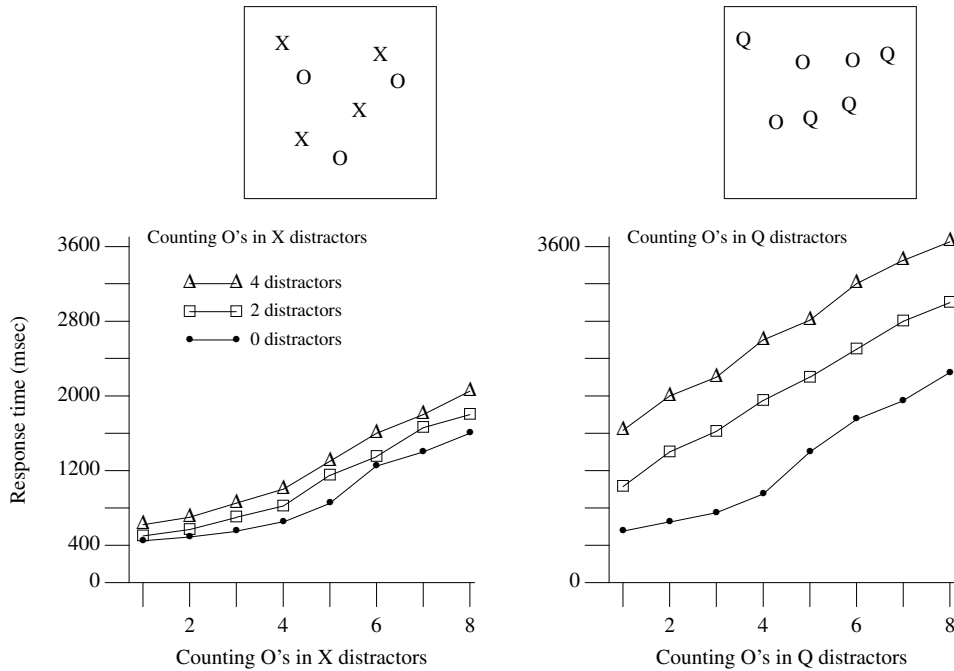 X X
O O
X
X
O
Q O O Q
O Q Q
Counting O's in X distractors
4 distractors
2 distractors
0 distractors
Response time (msec)
3600
2800
2000
1200
400
0
2 4 6 8
Counting O's in X distractors
Counting O's in Q distractors
3600
0
2 4 6 8
Counting O's in Q distractors